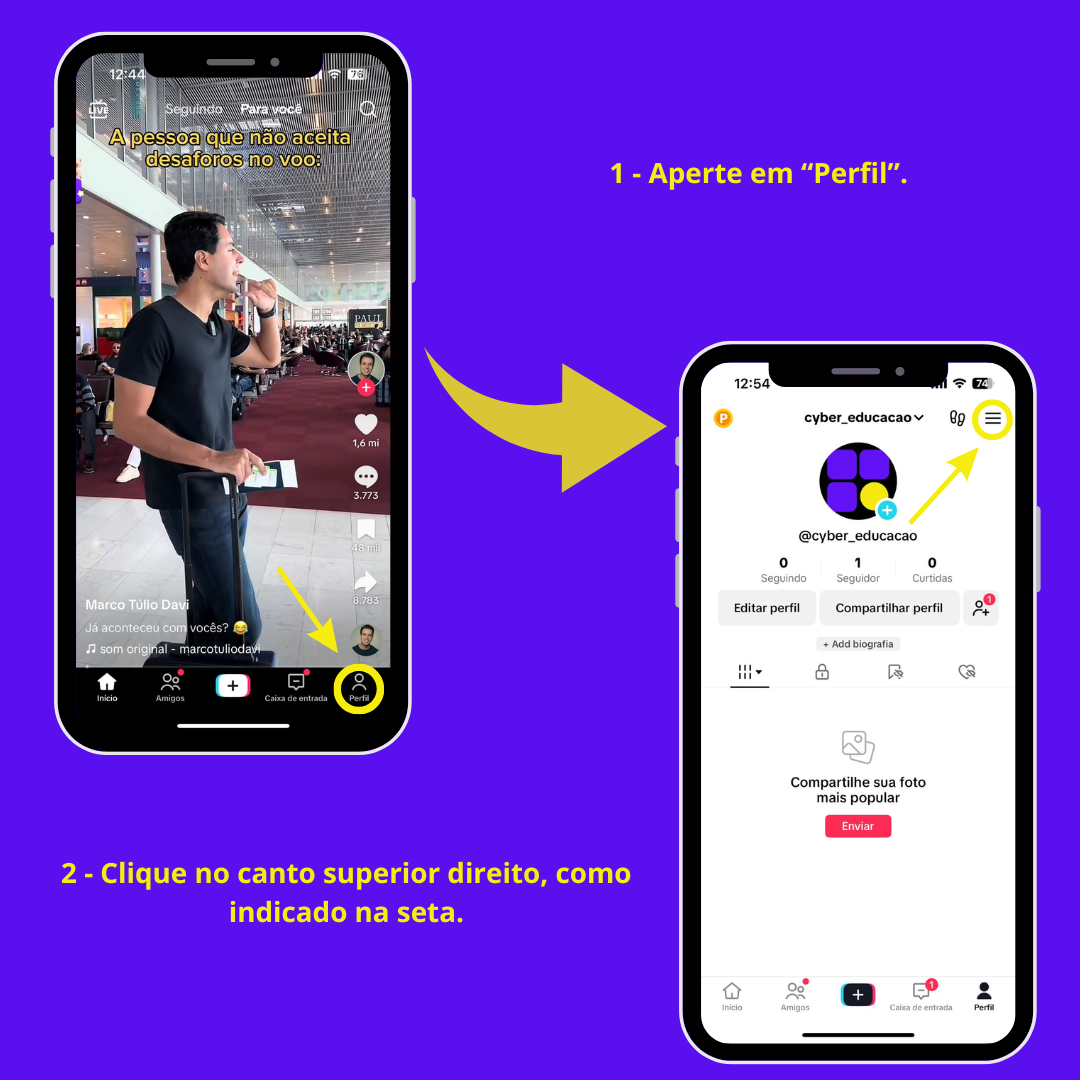 12:44
76
LIVE
Seguindo
Para você
A pessoa que não aceita
desaforos no voo:
PAUL
1,6 mi
3.773
48 mil
8.783
Marco Túlio Davi
Já aconteceu com vocês? 😂
som original - marcotuliodavi
Início
Amigos
Caixa de entrada
Perfil
1 - Aperte em “Perfil”.
12:54
74
P
cyber_educacao
@cyber_educacao
0
Seguindo
1
Seguidor
0
Curtidas
Editar perfil
Compartilhar perfil
1
+ Add biografia
Compartilhe sua foto
mais popular
Enviar
Início
Amigos
1
Caixa de entrada
Perfil
2 - Clique no canto superior direito, como
indicado na seta.